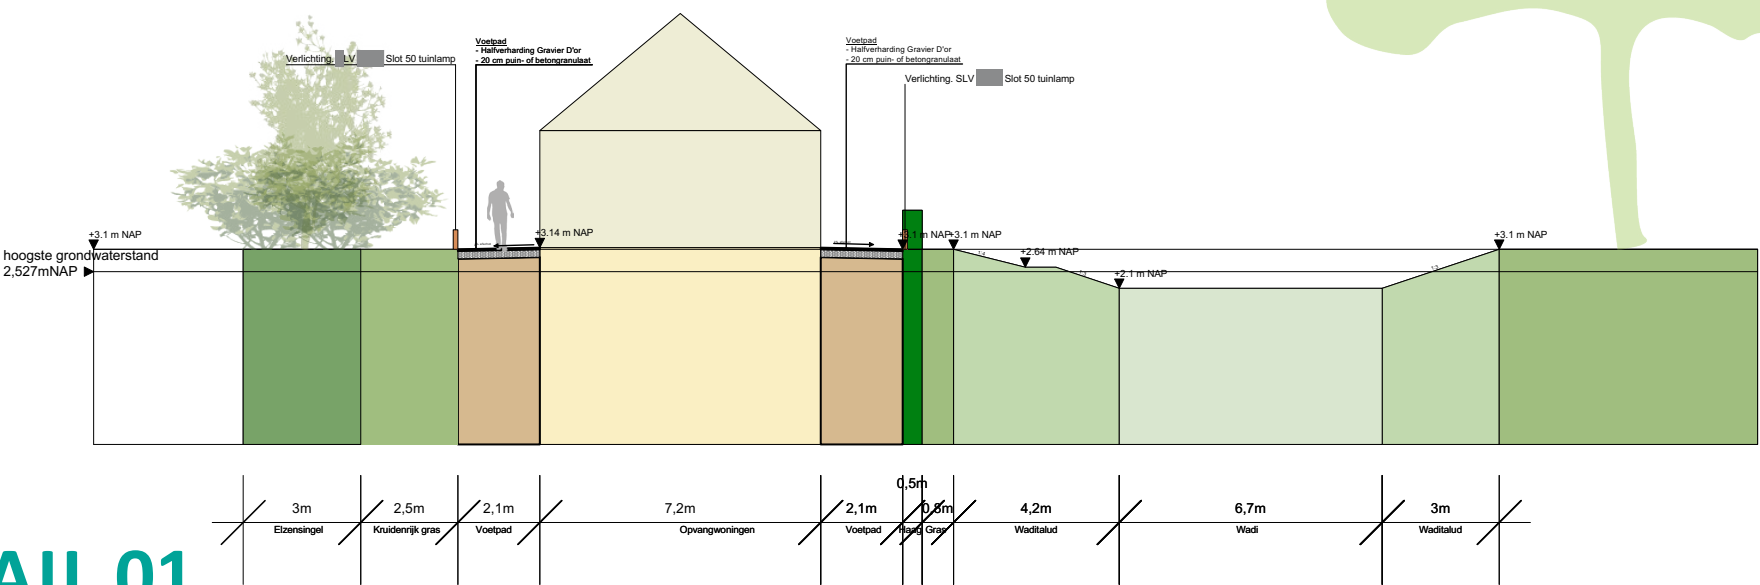 Voetpad
- Halfverharding Gravier D'or
- 20 cm puin- of betongranulaat
Verlichting. LV Slot 50 tuinlamp
Voetpad
- Halfverharding Gravier D'or
- 20 cm puin- of betongranulaat
Verlichting. SLV Slot 50 tuinlamp
+3.1 m NAP
+3.14 m NAP
+3.1 m NAP
+3.1 m NAP
+3.1 m NAP
hoogste grondwaterstand
2,527mNAP
+2.64 m NAP
+2.1 m NAP
0,5m
3m
2,5m
2,1m
7,2m
2,1m
0,8m
4,2m
6,7m
3m
Elzensingel
Kruidenrijk gras
Voetpad
Opvangwoningen
Voetpad
Haag
Gras
Waditalud
Wadi
Waditalud
AIL 01